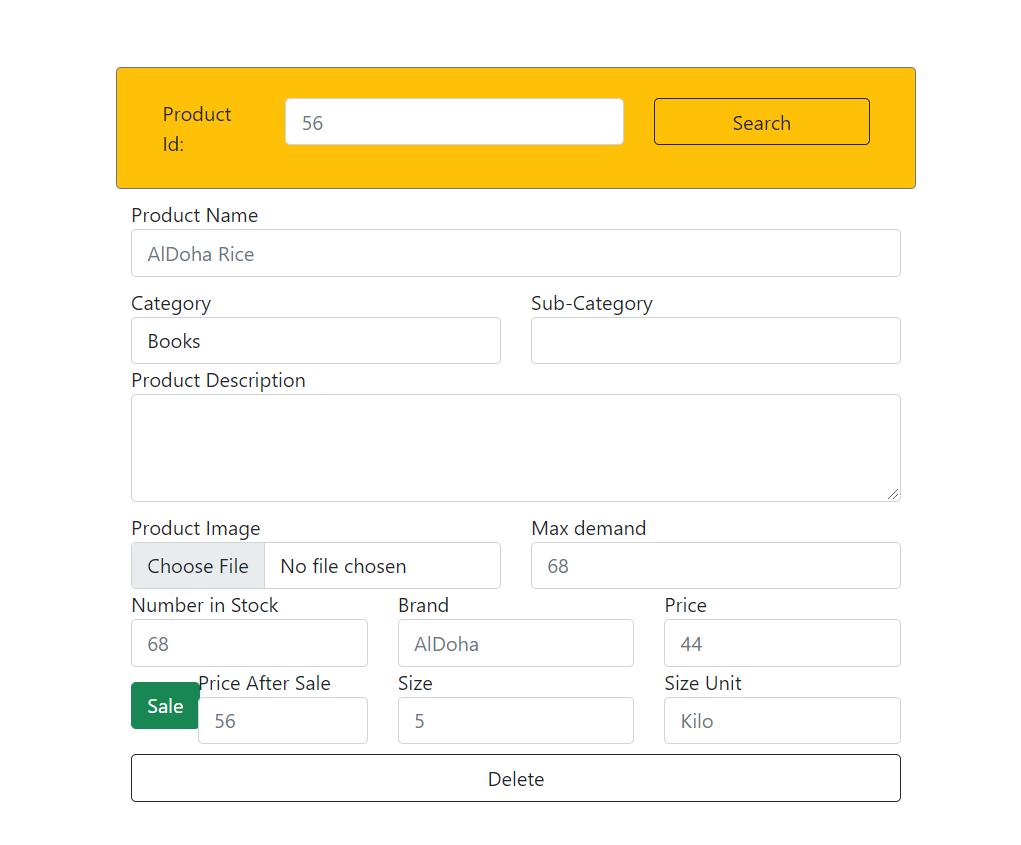 Product
Id:
56
Search
Product Name
AlDoha Rice
Category
Sub-Category
Books
Product Description
Product Image
Max demand
Choose File No file chosen
68
Number in Stock
Brand
Price
68
AlDoha
44
Sale
Price After Sale
Size
Size Unit
56
5
Kilo
Delete